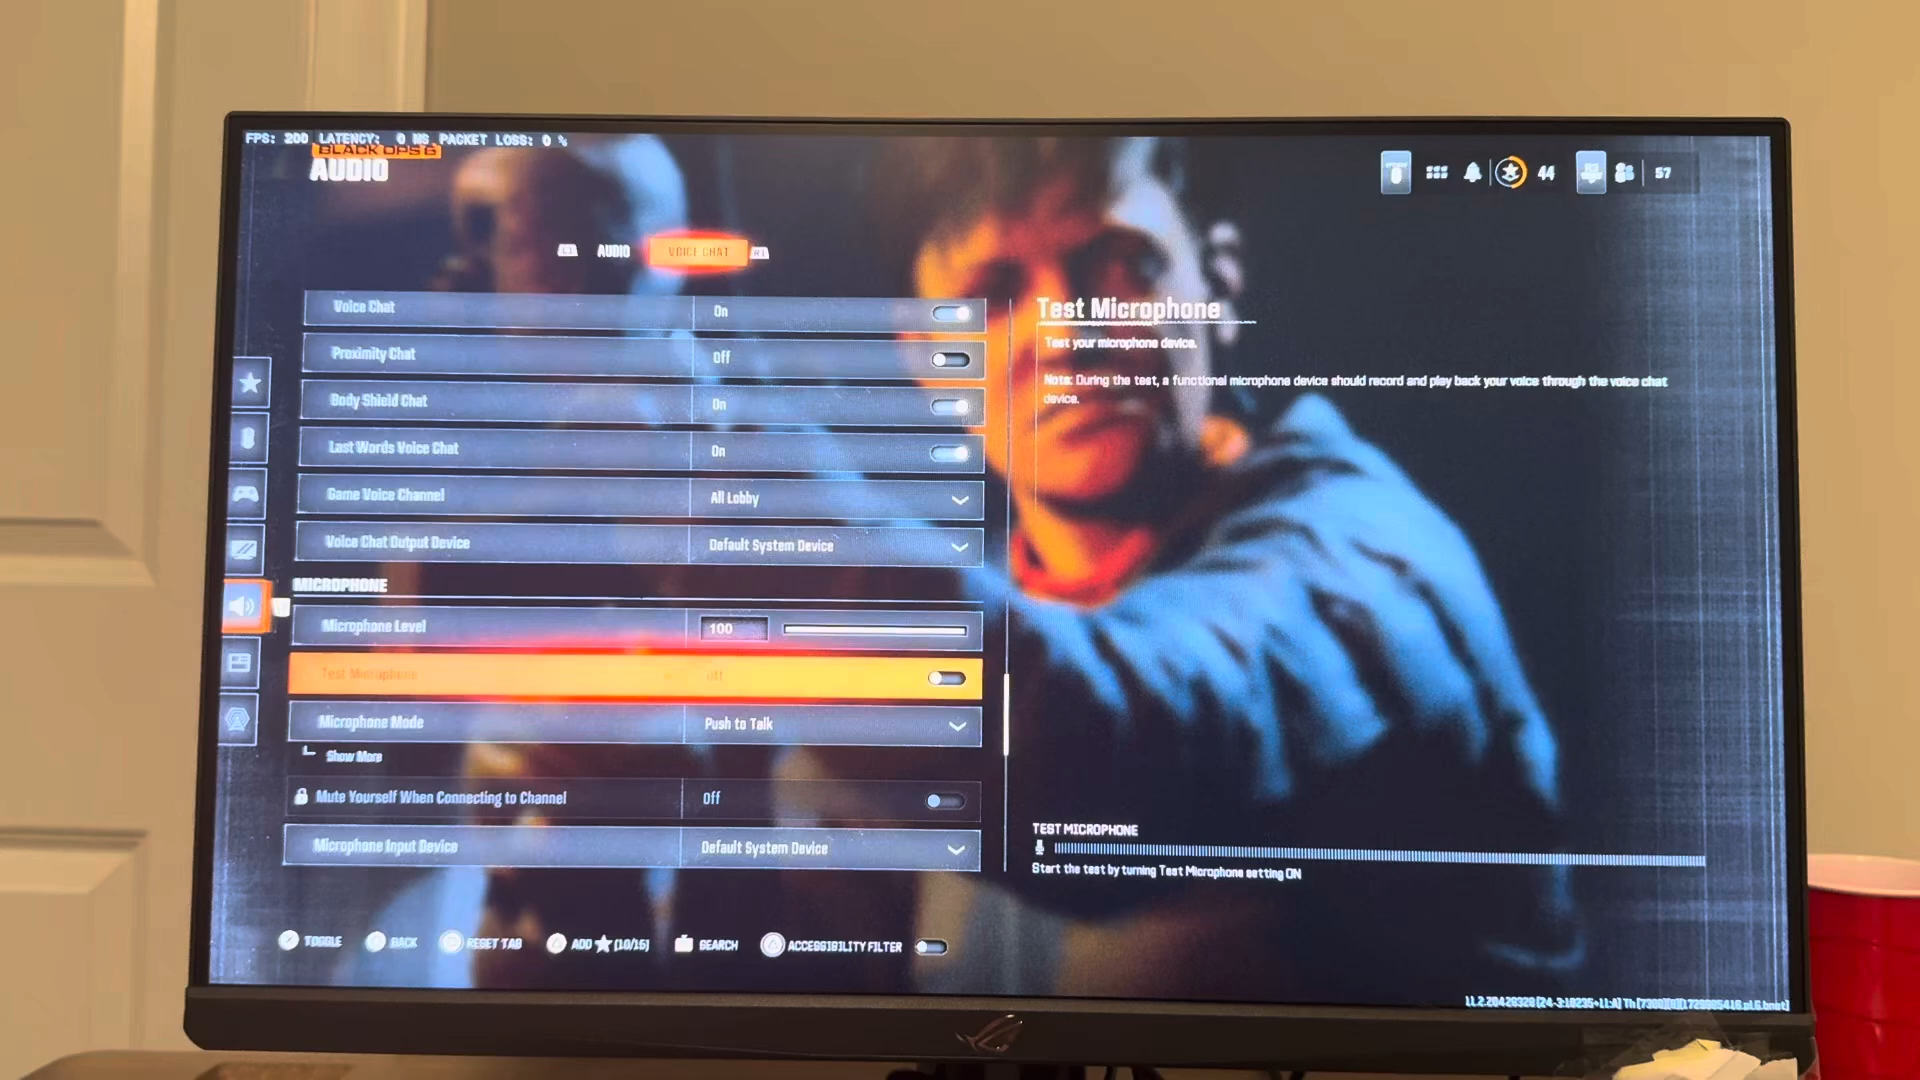 FPS: 200 LATENCY: 0 MS PACKET LOSS: 0 %
BLACK OPS 6
AUDIO
44
57
L1 AUDIO VOICE CHAT R1
Voice Chat On
Proximity Chat Off
Body Shield Chat On
Last Words Voice Chat On
Game Voice Channel All Lobby
Voice Chat Output Device Default System Device
MICROPHONE
Microphone Level 100
Test Microphone Off
Microphone Mode Push to Talk
Show More
Mute Yourself When Connecting to Channel Off
Microphone Input Device Default System Device
Test Microphone
Test your microphone device.
Note: During the test, a functional microphone device should record and play back your voice through the voice chat
device.
TEST MICROPHONE
Start the test by turning Test Microphone setting ON
TOGGLE BACK RESET TAB ADD (10/15) SEARCH ACCESSIBILITY FILTER